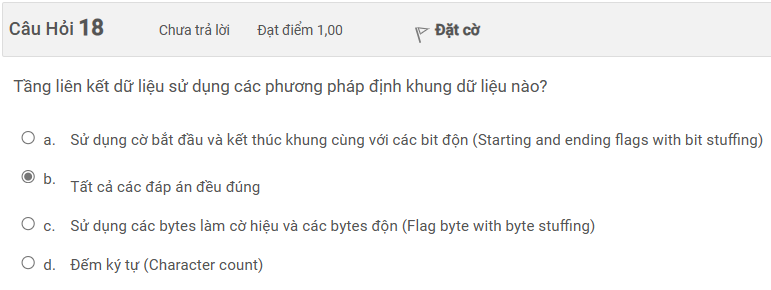 Câu Hỏi 18 Chưa trả lời Đạt điểm 1,00 Đặt cờ
Tầng liên kết dữ liệu sử dụng các phương pháp định khung dữ liệu nào?
a. Sử dụng cờ bắt đầu và kết thúc khung cùng với các bit độn (Starting and ending flags with bit stuffing)
b. Tất cả các đáp án đều đúng
c. Sử dụng các bytes làm cờ hiệu và các bytes độn (Flag byte with byte stuffing)
d. Đếm ký tự (Character count)